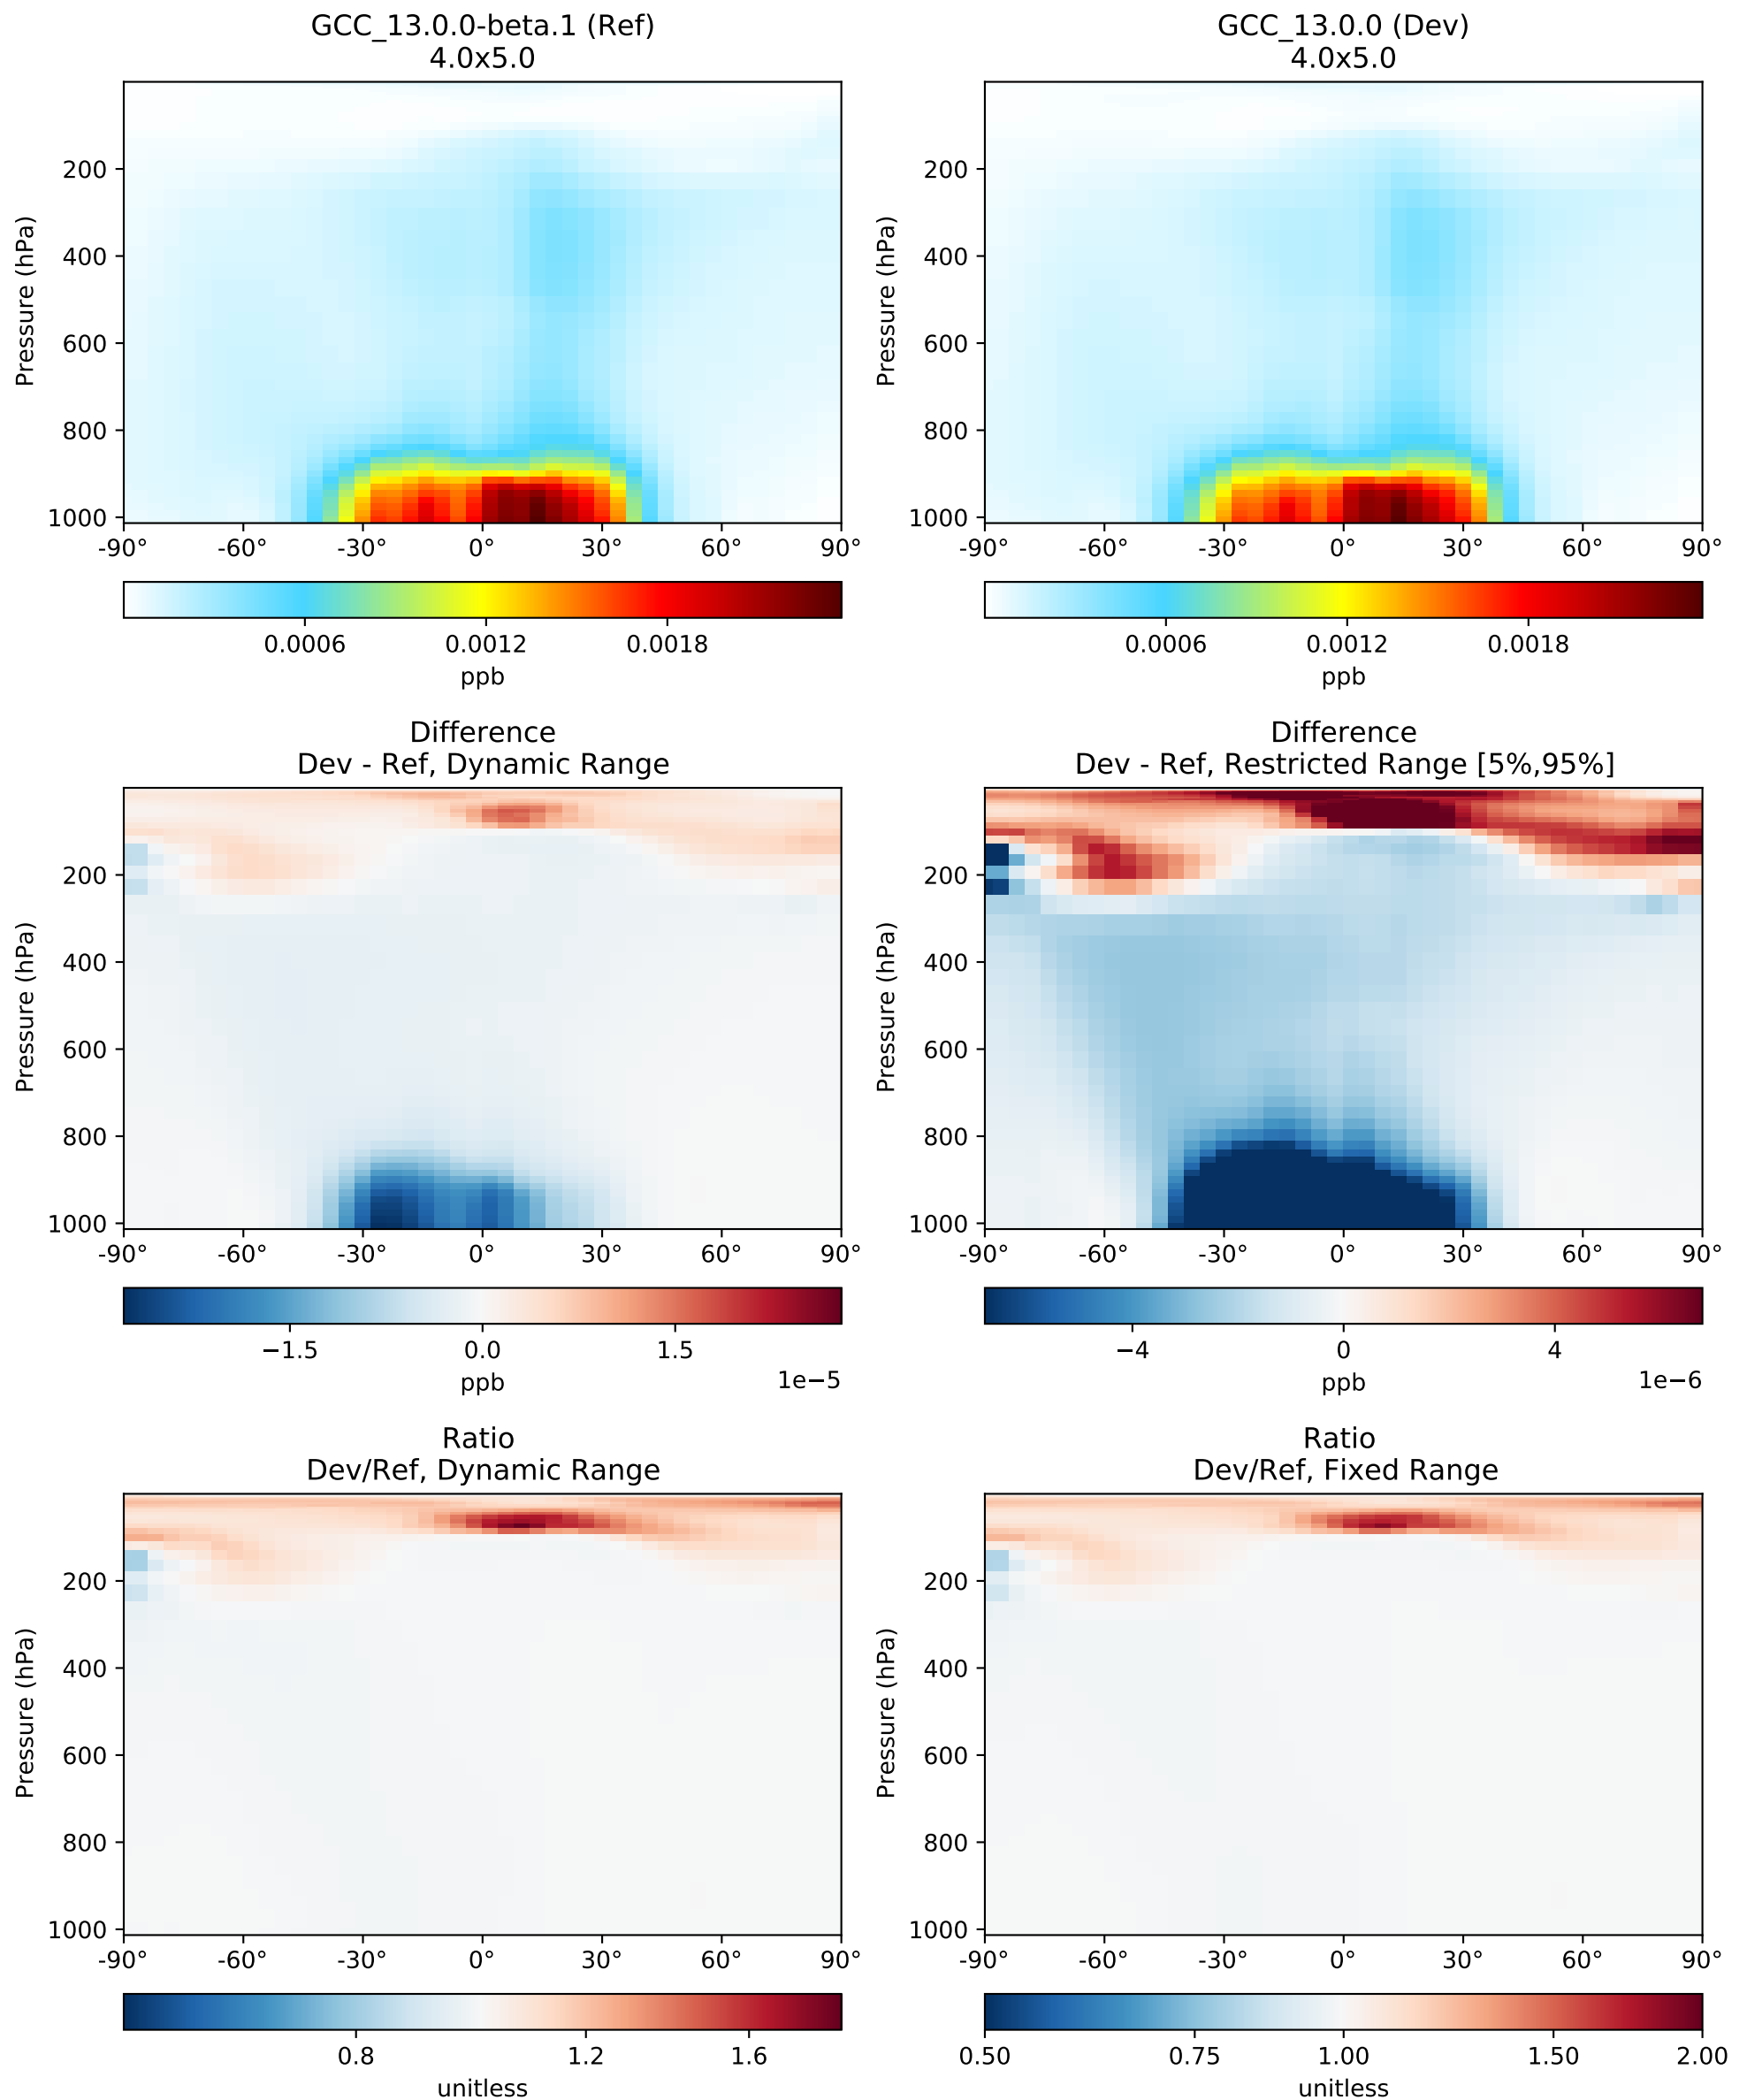 GCC_13.0.0-beta.1 (Ref)
4.0x5.0
GCC_13.0.0 (Dev)
4.0x5.0
Pressure (hPa)
200
400
600
800
1000
-90° -60° -30° 0° 30° 60° 90°
0.0006 0.0012 0.0018
ppb
Pressure (hPa)
200
400
600
800
1000
-90° -60° -30° 0° 30° 60° 90°
0.0006 0.0012 0.0018
ppb
Difference
Dev - Ref, Dynamic Range
Pressure (hPa)
200
400
600
800
1000
-90° -60° -30° 0° 30° 60° 90°
−1.5 0.0 1.5
ppb
1e−5
Difference
Dev - Ref, Restricted Range [5%,95%]
Pressure (hPa)
200
400
600
800
1000
-90° -60° -30° 0° 30° 60° 90°
−4 0 4
ppb
1e−6
Ratio
Dev/Ref, Dynamic Range
Pressure (hPa)
200
400
600
800
1000
-90° -60° -30° 0° 30° 60° 90°
0.8 1.2 1.6
unitless
Ratio
Dev/Ref, Fixed Range
Pressure (hPa)
200
400
600
800
1000
-90° -60° -30° 0° 30° 60° 90°
0.50 0.75 1.00 1.50 2.00
unitless